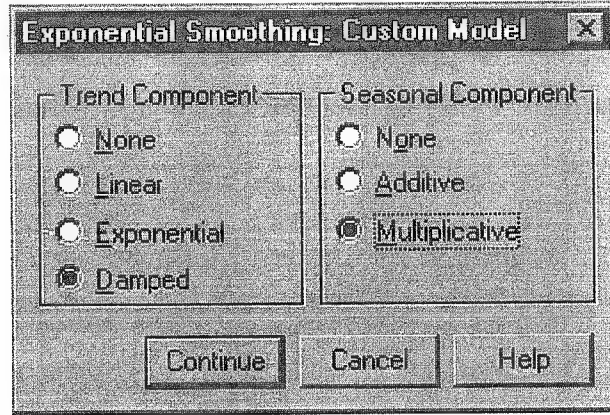 Exponential Smoothing: Custom Model
Trend Component
None
Linear
Exponential
Damped
Seasonal Component
None
Additive
Multiplicative
Continue
Cancel
Help